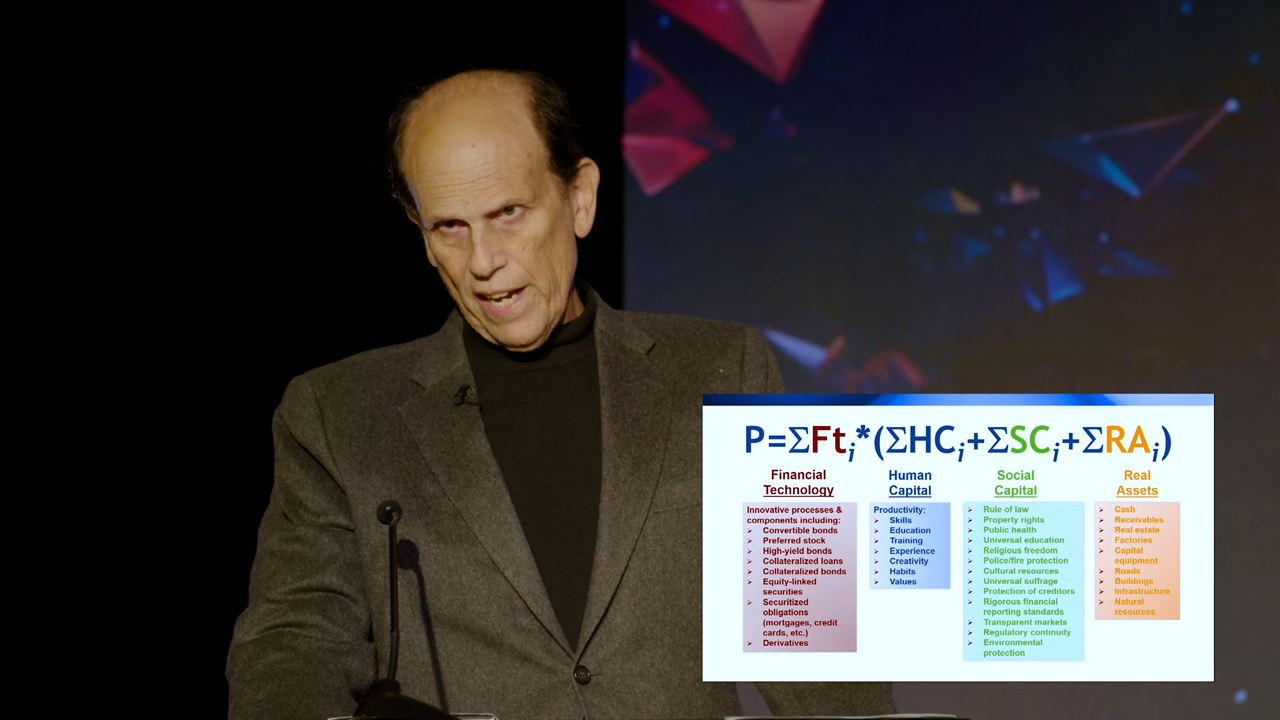 P=ΣFti*(ΣHCi+ΣSCi+ΣRAi)
Financial
Technology
Innovative processes &
components including:
➢ Convertible bonds
➢ Preferred stock
➢ High-yield bonds
➢ Collateralized loans
➢ Collateralized bonds
➢ Equity-linked
securities
➢ Securitized
obligations
(mortgages, credit
cards, etc.)
➢ Derivatives
Human
Capital
Productivity:
➢ Skills
➢ Education
➢ Training
➢ Experience
➢ Creativity
➢ Habits
➢ Values
Social
Capital
➢ Rule of law
➢ Property rights
➢ Public health
➢ Universal education
➢ Religious freedom
➢ Police/fire protection
➢ Cultural resources
➢ Universal suffrage
➢ Protection of creditors
➢ Rigorous financial
reporting standards
➢ Transparent markets
➢ Regulatory continuity
➢ Environmental
protection
Real
Assets
➢ Cash
➢ Receivables
➢ Real estate
➢ Factories
➢ Capital
equipment
➢ Roads
➢ Buildings
➢ Infrastructure
➢ Natural
resources